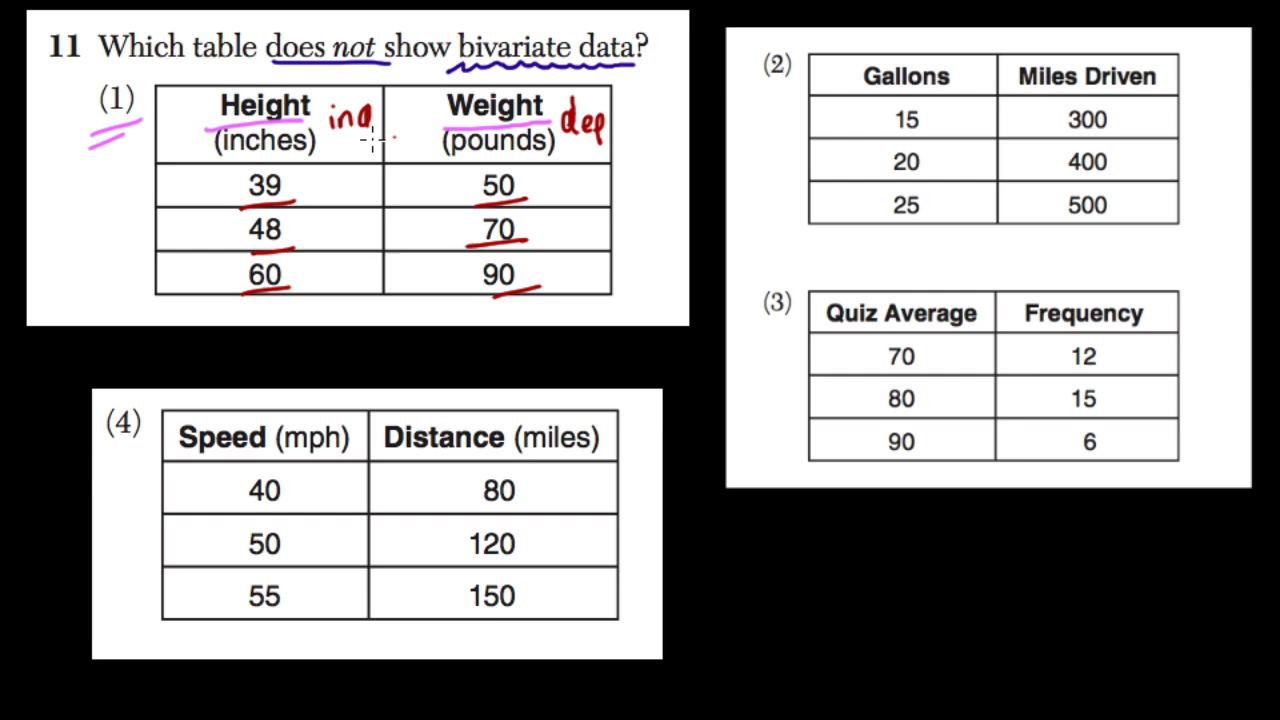 11 Which table does not show bivariate data?
(1)
Height ind Weight dep
(inches) (pounds)
39 50
48 70
60 90
(2)
Gallons Miles Driven
15 300
20 400
25 500
(3)
Quiz Average Frequency
70 12
80 15
90 6
(4)
Speed (mph) Distance (miles)
40 80
50 120
55 150